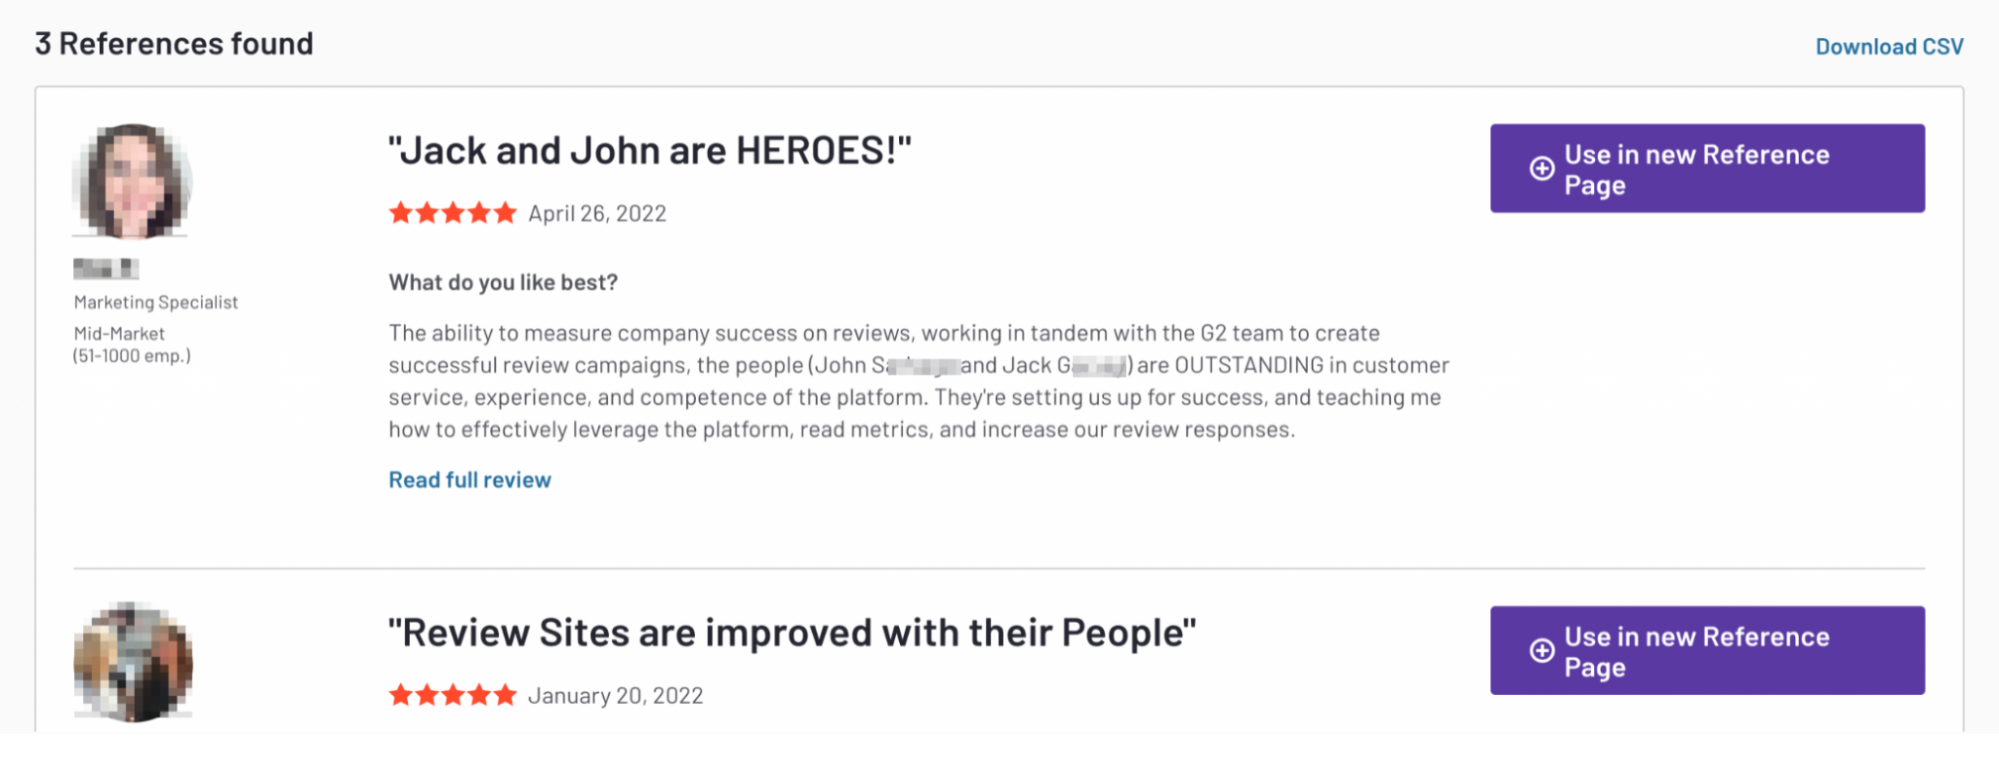 3 References found
Download CSV
"Jack and John are HEROES!"
Use in new Reference
Page
April 26, 2022
Marketing Specialist
Mid-Market
(51-1000 emp.)
What do you like best?
The ability to measure company success on reviews, working in tandem with the G2 team to create
successful review campaigns, the people (John and Jack ) are OUTSTANDING in customer
service, experience, and competence of the platform. They're setting us up for success, and teaching me
how to effectively leverage the platform, read metrics, and increase our review responses.
Read full review
"Review Sites are improved with their People"
Use in new Reference
Page
January 20, 2022